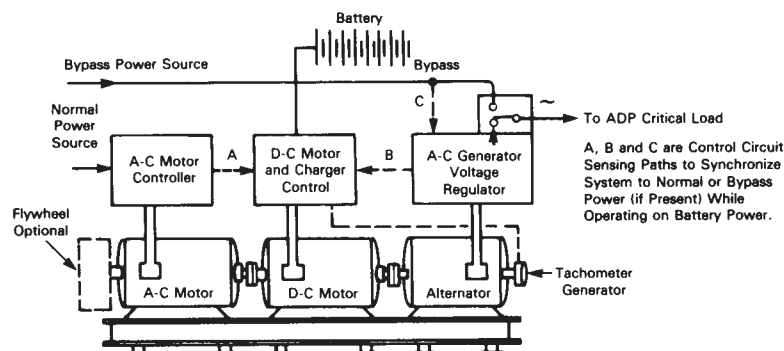 Battery
Bypass Power Source
Bypass
Normal
Power
Source
C
~
To ADP Critical Load
A-C Motor
Controller
A
D-C Motor
and Charger
Control
B
A-C Generator
Voltage
Regulator
A, B and C are Control Circuit
Sensing Paths to Synchronize
System to Normal or Bypass
Power (if Present) While
Operating on Battery Power.
Flywheel
Optional
A-C Motor
D-C Motor
Alternator
Tachometer
Generator